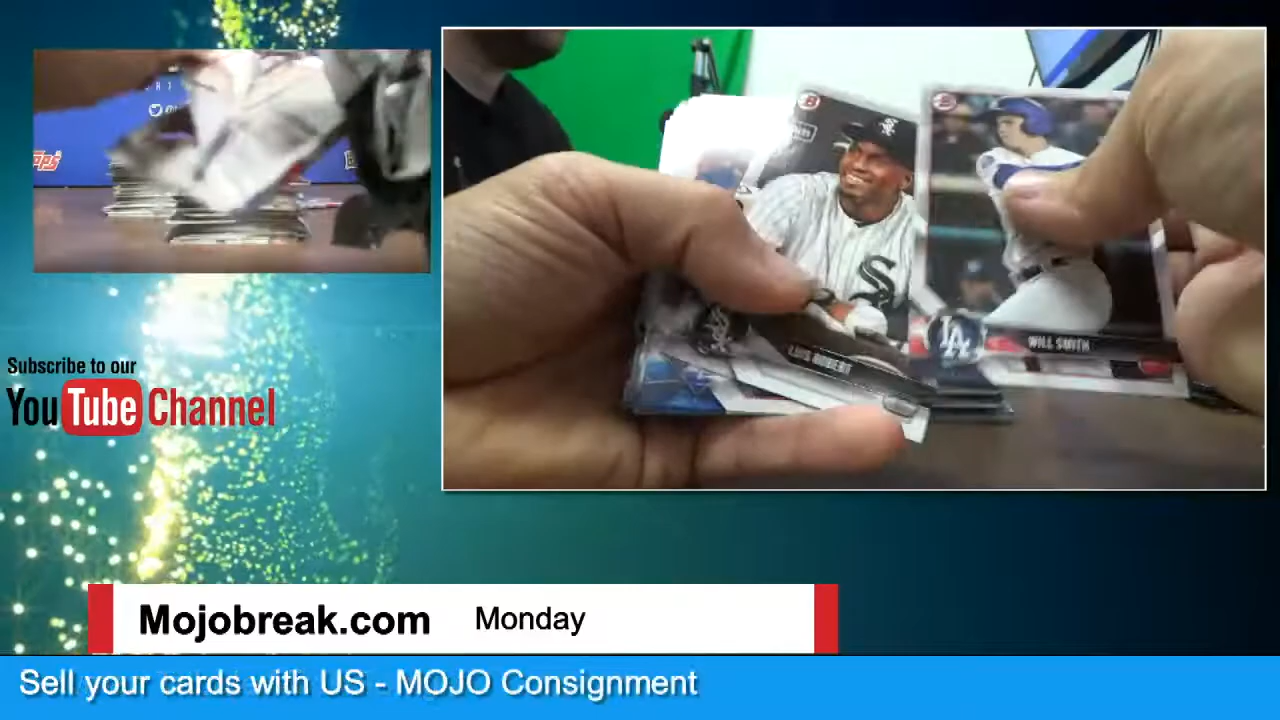 Subscribe to our
YouTube Channel
LUIS ROBERT
LA
WILL SMITH
Mojobreak.com Monday
Sell your cards with US - MOJO Consignment